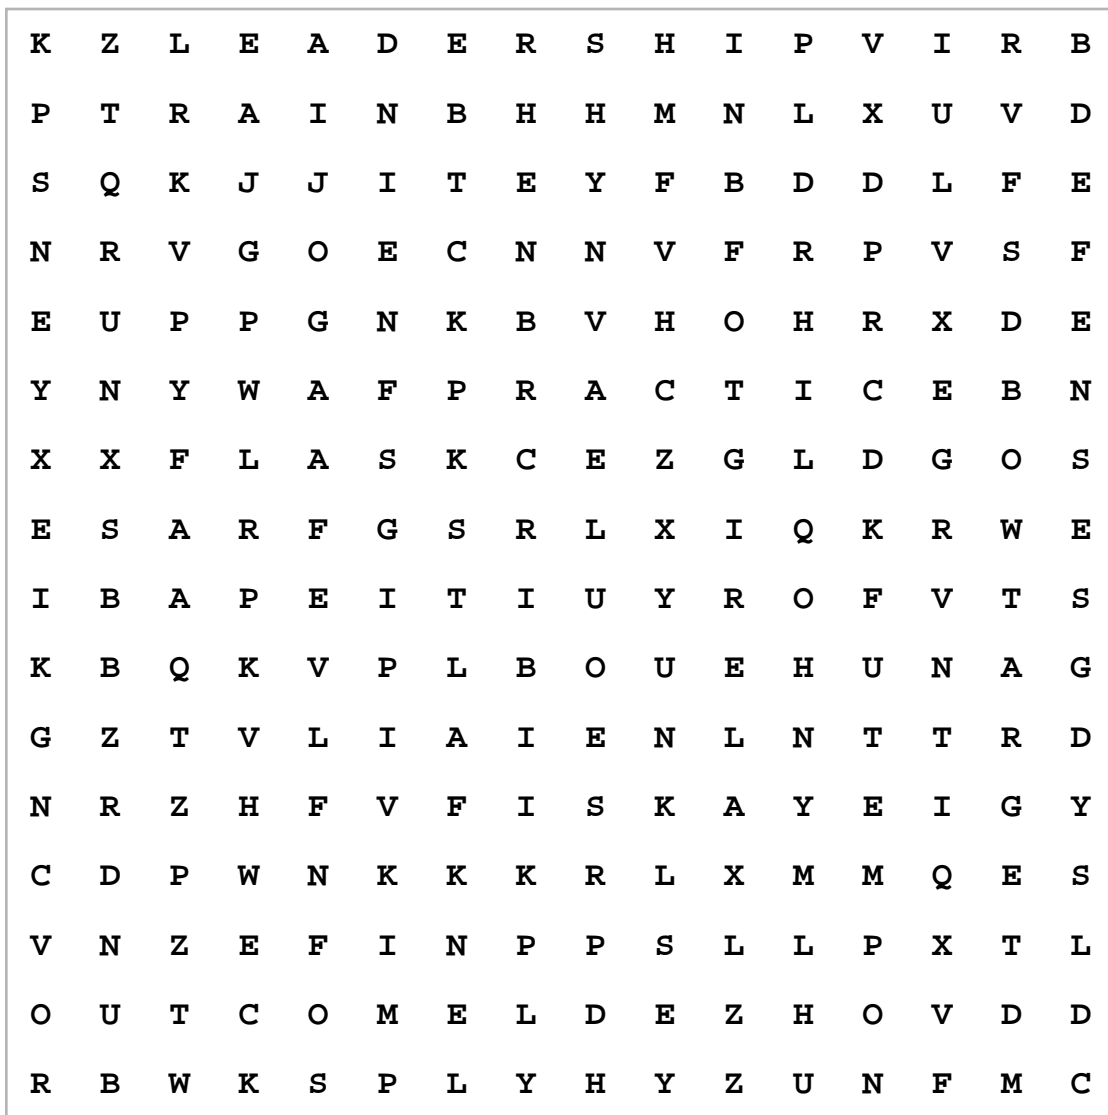 K Z L E A D E R S H I P V I R B
P T R A I N B H H M N L X U V D
S Q K J J I T E Y F B D D L F E
N R V G O E C N N V F R P V S F
E U P P G N K B V H O H R X D E
Y N Y W A F P R A C T I C E B N
X X F L A S K C E Z G L D G O S
E S A R F G S R L X I Q K R W E
I B A P E I T I U Y R O F V T S
K B Q K V P L B O U E H U N A G
G Z T V L I A I E N L N T T R D
N R Z H F V F I S K A Y E I G Y
C D P W N K K K R L X M M Q E S
V N Z E F I N P P S L L P X T L
O U T C O M E L D E Z H O V D D
R B W K S P L Y H Y Z U N F M C